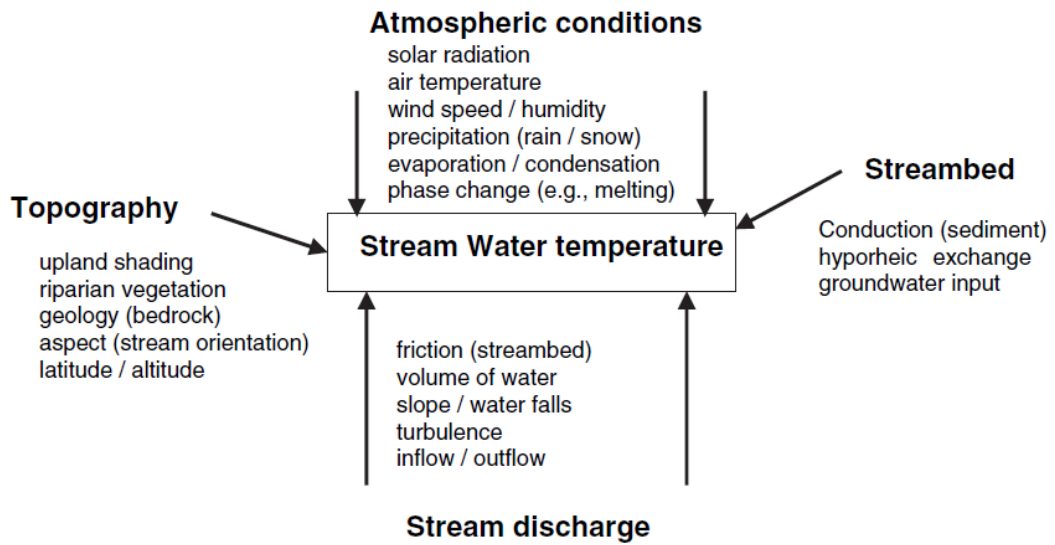 Atmospheric conditions
solar radiation
air temperature
wind speed / humidity
precipitation (rain / snow)
evaporation / condensation
phase change (e.g., melting)
Topography
upland shading
riparian vegetation
geology (bedrock)
aspect (stream orientation)
latitude / altitude
Stream Water temperature
Streambed
Conduction (sediment)
hyporheic exchange
groundwater input
friction (streambed)
volume of water
slope / water falls
turbulence
inflow / outflow
Stream discharge